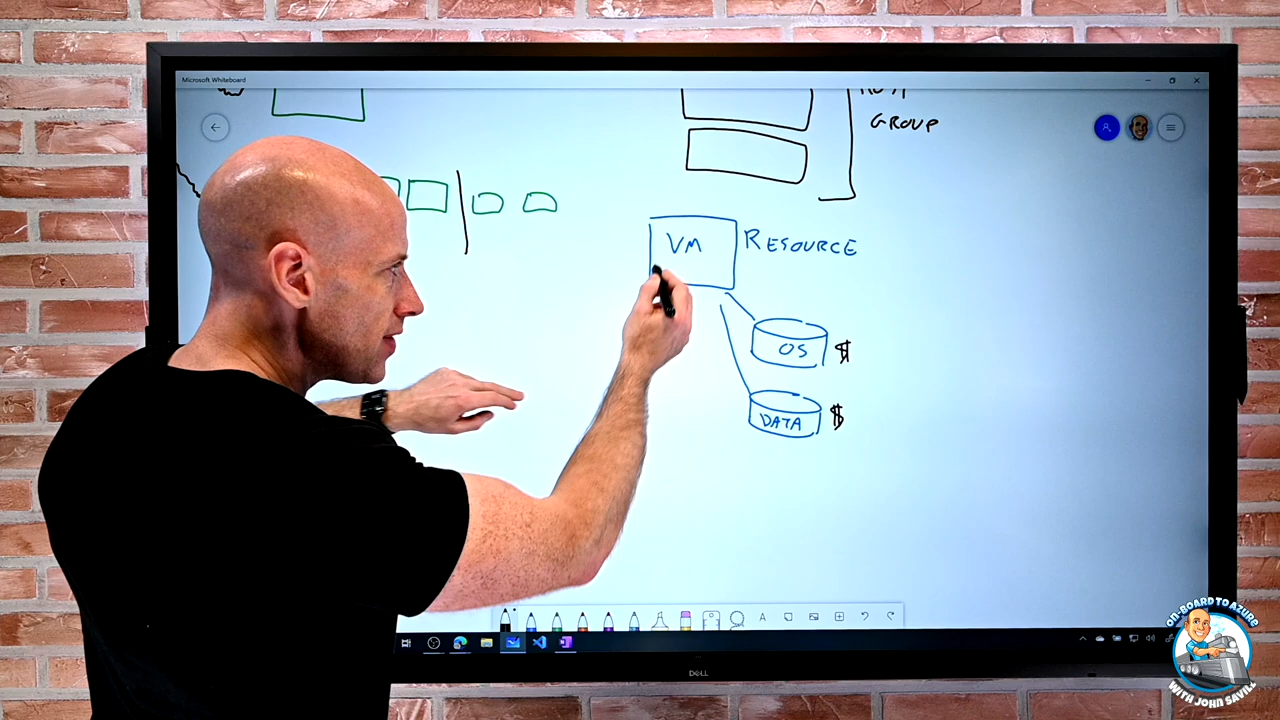 Microsoft Whiteboard
GROUP
VM
RESOURCE
OS
$
DATA
$
A
DELL
ON-BOARD TO AZURE
WITH JOHN SAVILL